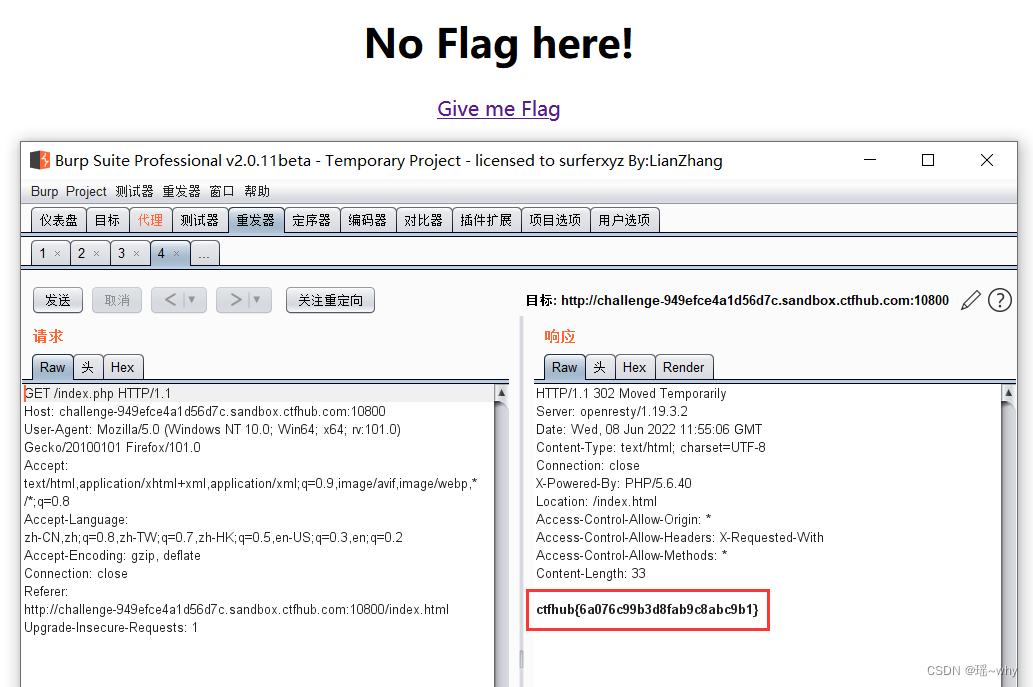 No Flag here!
Give me Flag
Burp Suite Professional v2.0.11beta - Temporary Project - licensed to surferxyz By:LianZhang
Burp Project 测试器 重发器 窗口 帮助
仪表盘 目标 代理 测试器 重发器 定序器 编码器 对比器 插件扩展 项目选项 用户选项
1 × 2 × 3 × 4 × ...
发送 取消 < ▼ > ▼ 关注重定向 目标: http://challenge-949efce4a1d56d7c.sandbox.ctfhub.com:10800 ?
请求
Raw 头 Hex
GET /index.php HTTP/1.1
Host: challenge-949efce4a1d56d7c.sandbox.ctfhub.com:10800
User-Agent: Mozilla/5.0 (Windows NT 10.0; Win64; x64; rv:101.0)
Gecko/20100101 Firefox/101.0
Accept:
text/html,application/xhtml+xml,application/xml;q=0.9,image/avif,image/webp,*
/*;q=0.8
Accept-Language:
zh-CN,zh;q=0.8,zh-TW;q=0.7,zh-HK;q=0.5,en-US;q=0.3,en;q=0.2
Accept-Encoding: gzip, deflate
Connection: close
Referer:
http://challenge-949efce4a1d56d7c.sandbox.ctfhub.com:10800/index.html
Upgrade-Insecure-Requests: 1
响应
Raw 头 Hex Render
HTTP/1.1 302 Moved Temporarily
Server: openresty/1.19.3.2
Date: Wed, 08 Jun 2022 11:55:06 GMT
Content-Type: text/html; charset=UTF-8
Connection: close
X-Powered-By: PHP/5.6.40
Location: /index.html
Access-Control-Allow-Origin: *
Access-Control-Allow-Headers: X-Requested-With
Access-Control-Allow-Methods: *
Content-Length: 33
ctfhub{6a076c99b3d8fab9c8abc9b1}
CSDN @瑶~why